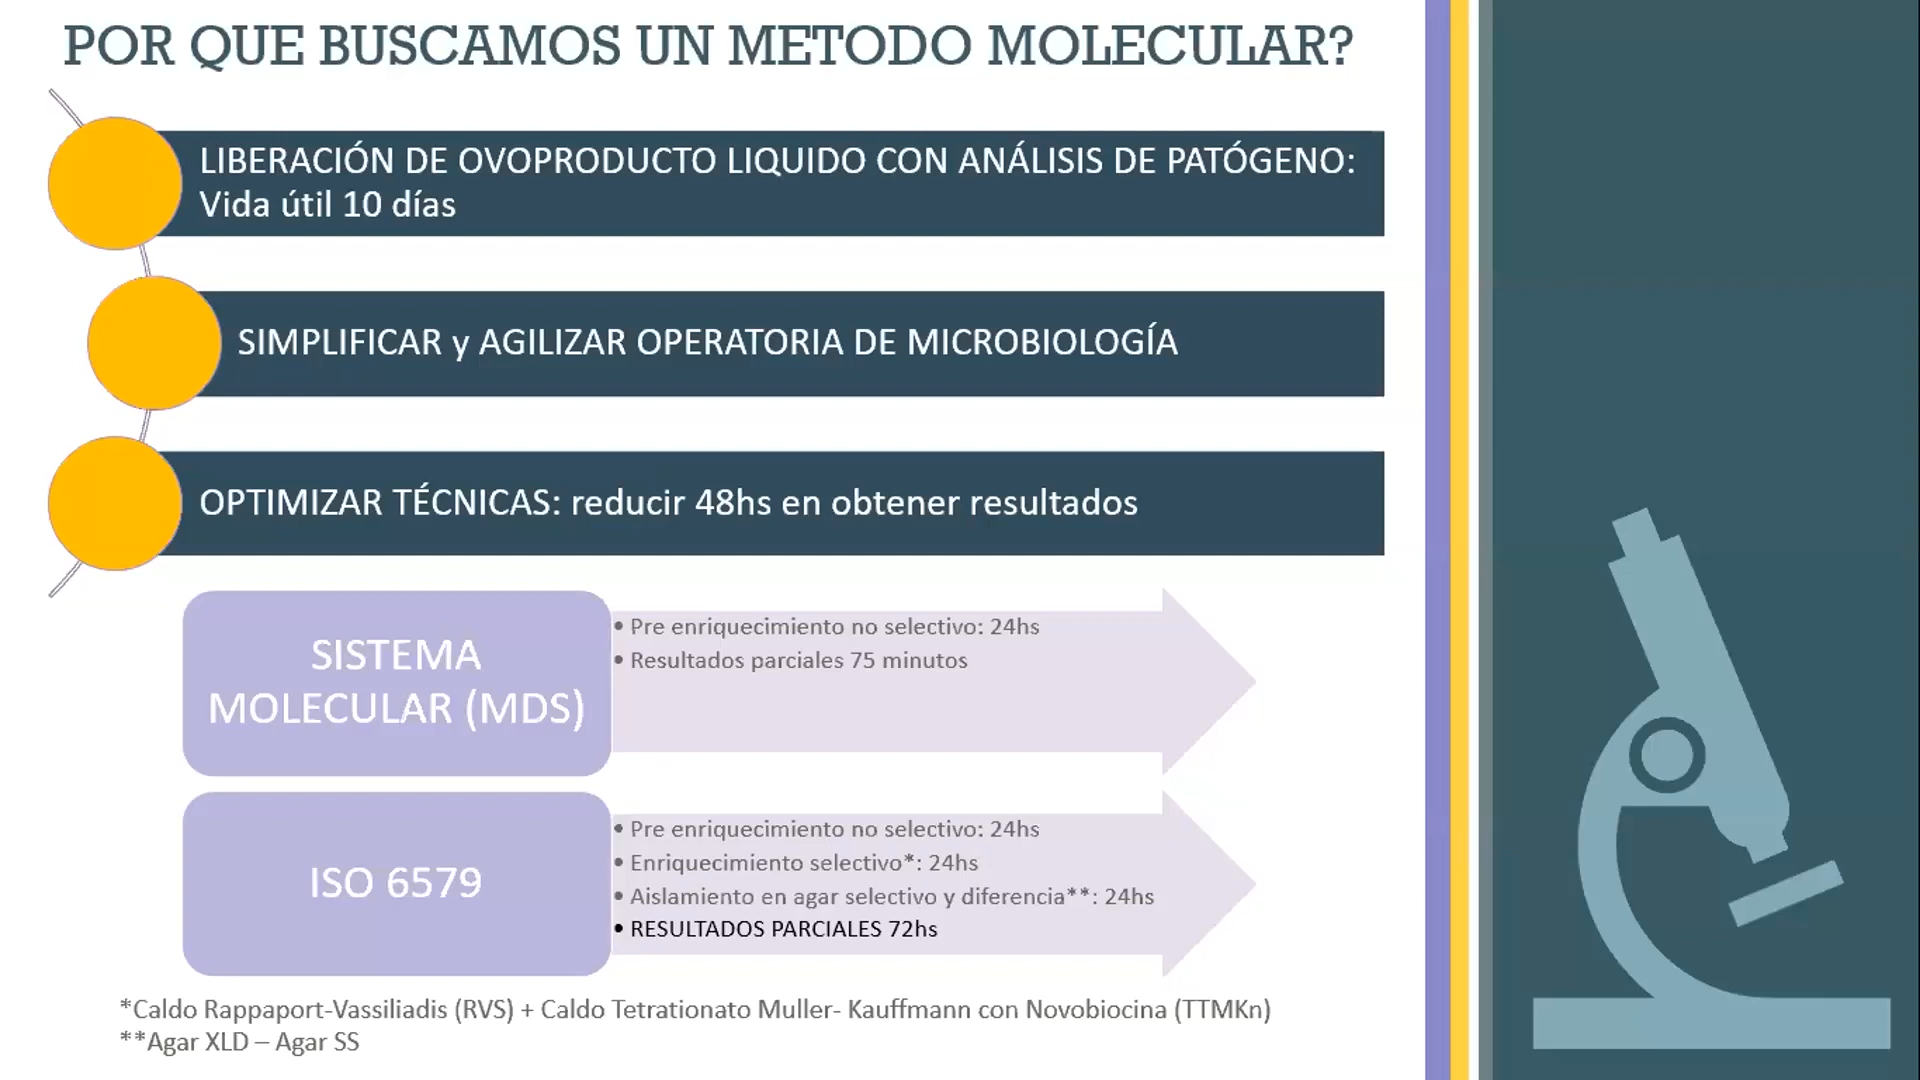 POR QUE BUSCAMOS UN METODO MOLECULAR?
LIBERACIÓN DE OVOPRODUCTO LIQUIDO CON ANÁLISIS DE PATÓGENO:
Vida útil 10 días
SIMPLIFICAR y AGILIZAR OPERATORIA DE MICROBIOLOGÍA
OPTIMIZAR TÉCNICAS: reducir 48hs en obtener resultados
SISTEMA
MOLECULAR (MDS)
• Pre enriquecimiento no selectivo: 24hs
• Resultados parciales 75 minutos
ISO 6579
• Pre enriquecimiento no selectivo: 24hs
• Enriquecimiento selectivo*: 24hs
• Aislamiento en agar selectivo y diferencia**: 24hs
• RESULTADOS PARCIALES 72hs
*Caldo Rappaport-Vassiliadis (RVS) + Caldo Tetrationato Muller- Kauffmann con Novobiocina (TTMKn)
**Agar XLD – Agar SS